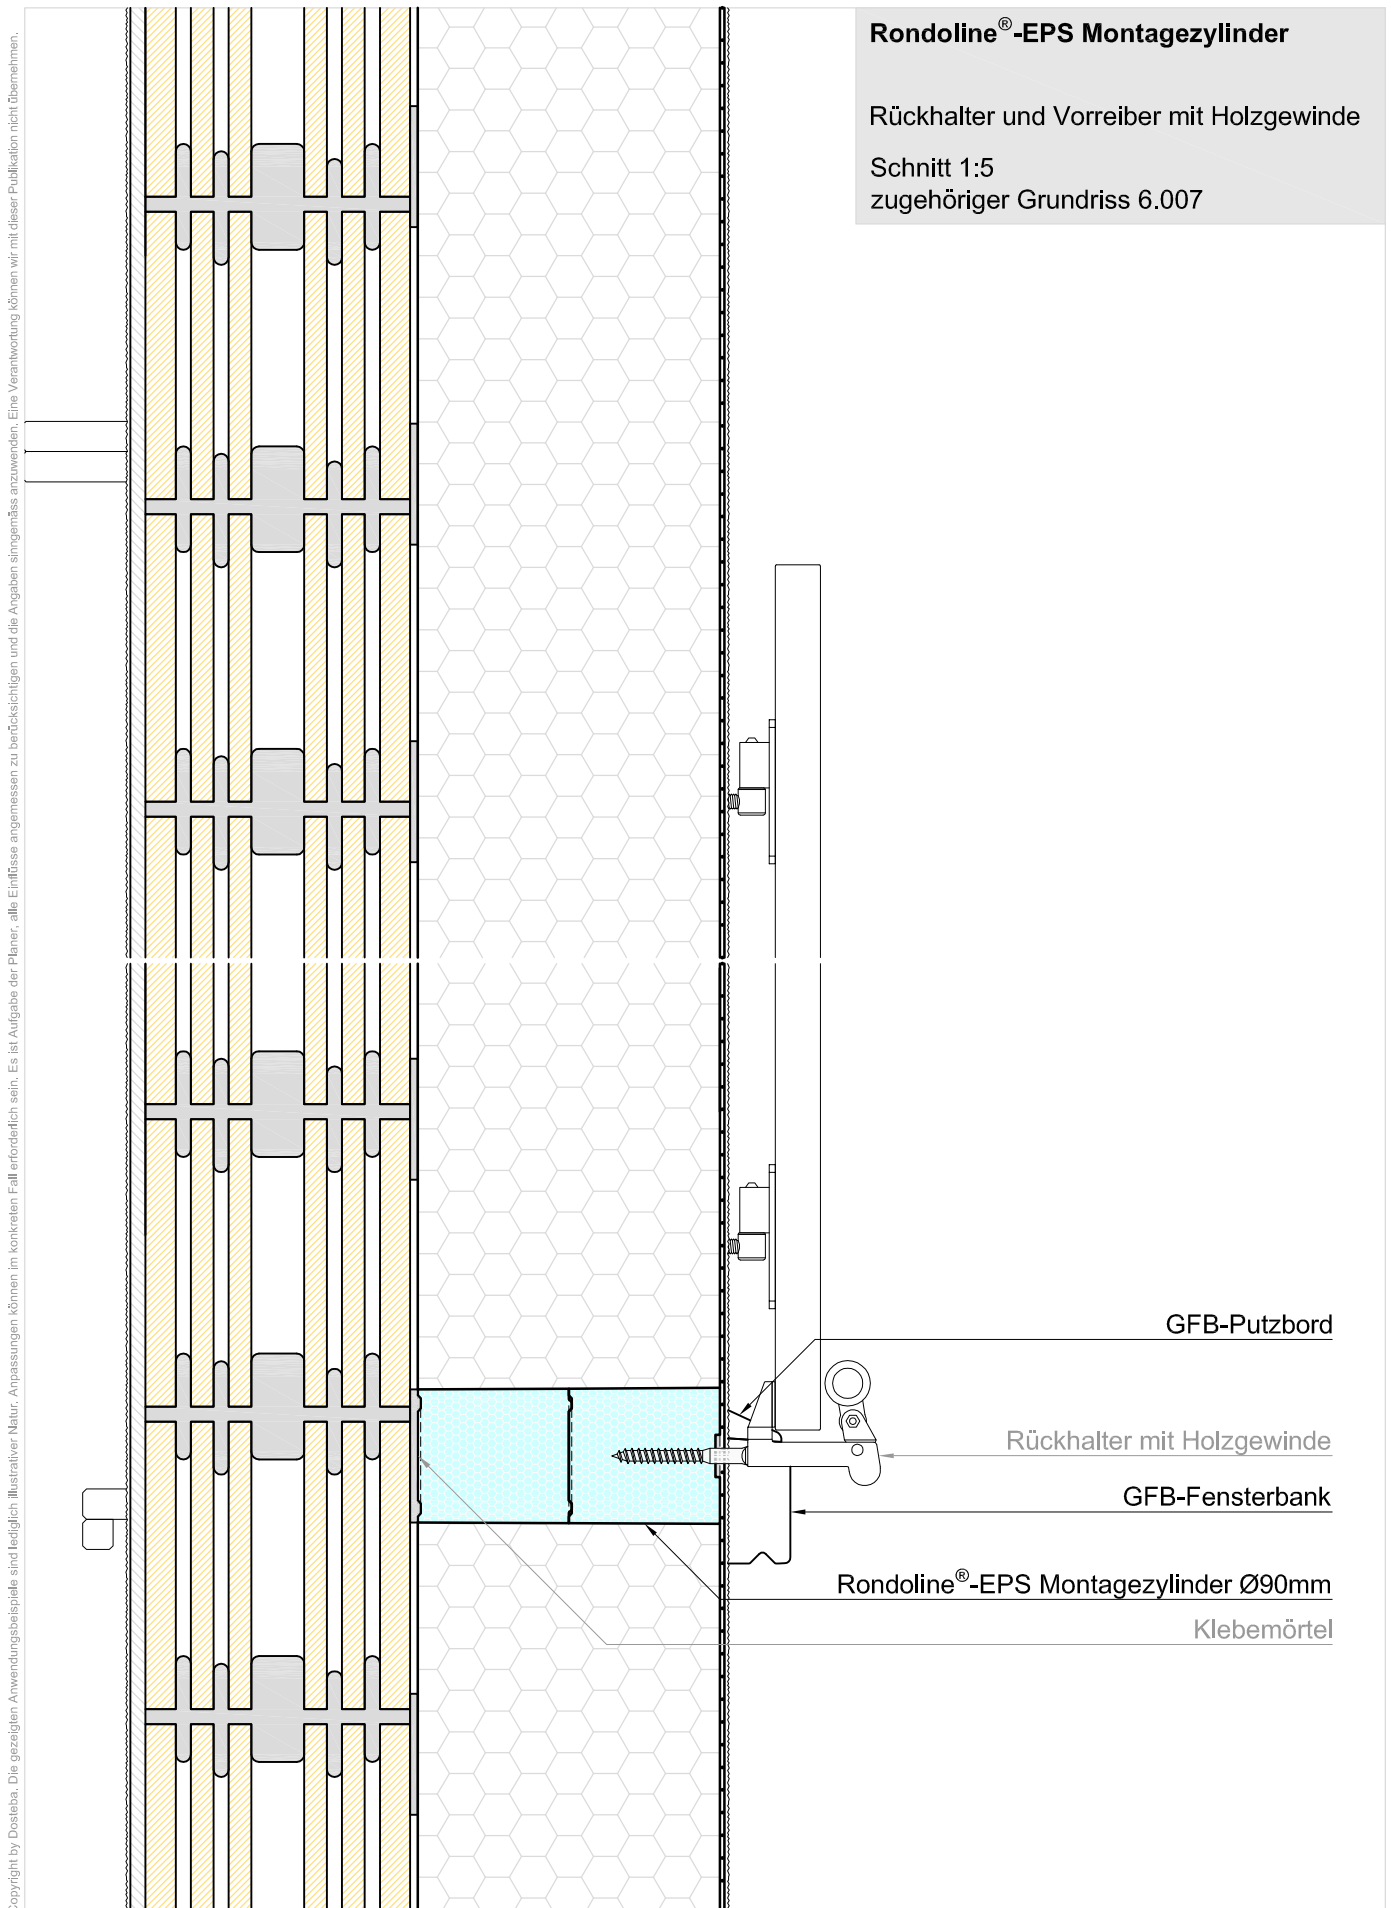 Rondoline®-EPS Montagezylinder
Rückhalter und Vorreiber mit Holzgewinde
Schnitt 1:5
zugehöriger Grundriss 6.007
GFB-Putzbord
Rückhalter mit Holzgewinde
GFB-Fensterbank
Rondoline®-EPS Montagezylinder Ø90mm
Klebemörtel
Copyright by Dosteba. Die gezeigten Anwendungsbeispiele sind lediglich illustrativer Natur. Anpassungen können im konkreten Fall erforderlich sein. Es ist Aufgabe der Planer, alle Einflüsse angemessen zu berücksichtigen und die Angaben sinngemäss anzuwenden. Eine Verantwortung können wir mit dieser Publikation nicht übernehmen.